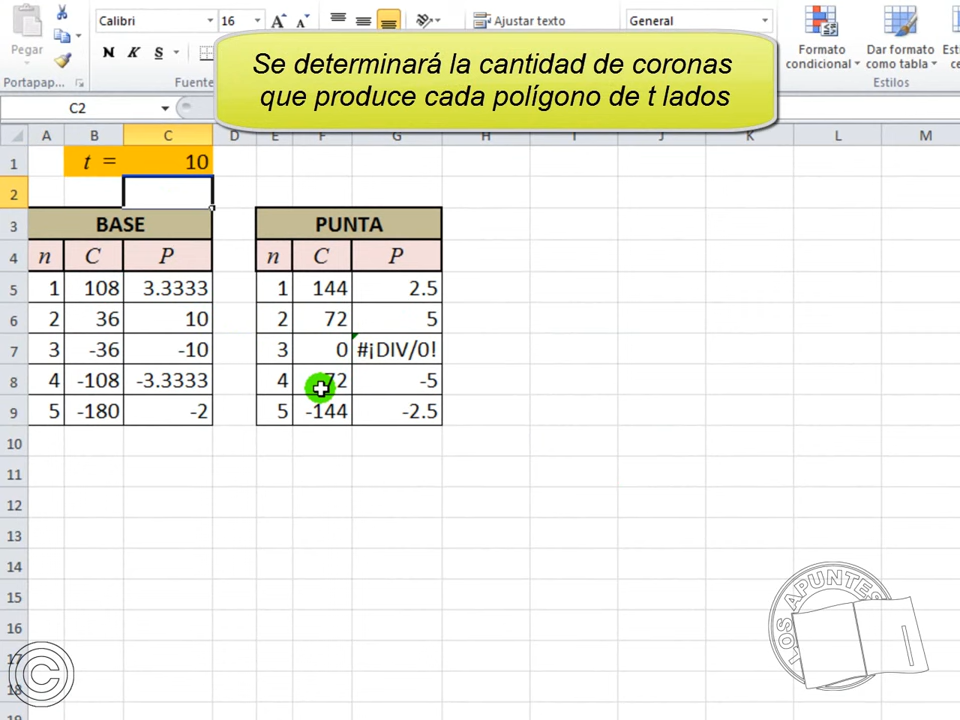 Calibri 16 Ajustar texto General
N K S
Pegar
Formato condicional
Dar formato como tabla
Portapap... Fuente Estilos
Se determinará la cantidad de coronas
que produce cada polígono de t lados
C2
A B C D E F G H I J K L M
1 t = 10
2
3 BASE PUNTA
4 n C P n C P
5 1 108 3.3333 1 144 2.5
6 2 36 10 2 72 5
7 3 -36 -10 3 0 #¡DIV/0!
8 4 -108 -3.3333 4 72 -5
9 5 -180 -2 5 -144 -2.5
10
11
12
13
14
15
16
17
18
LOS APUNTES
©